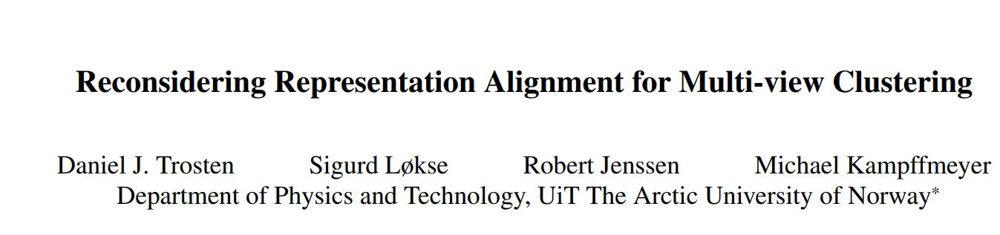 Reconsidering Representation Alignment for Multi-view Clustering
Daniel J. Trosten Sigurd Løkse Robert Jenssen Michael Kampffmeyer
Department of Physics and Technology, UiT The Arctic University of Norway*